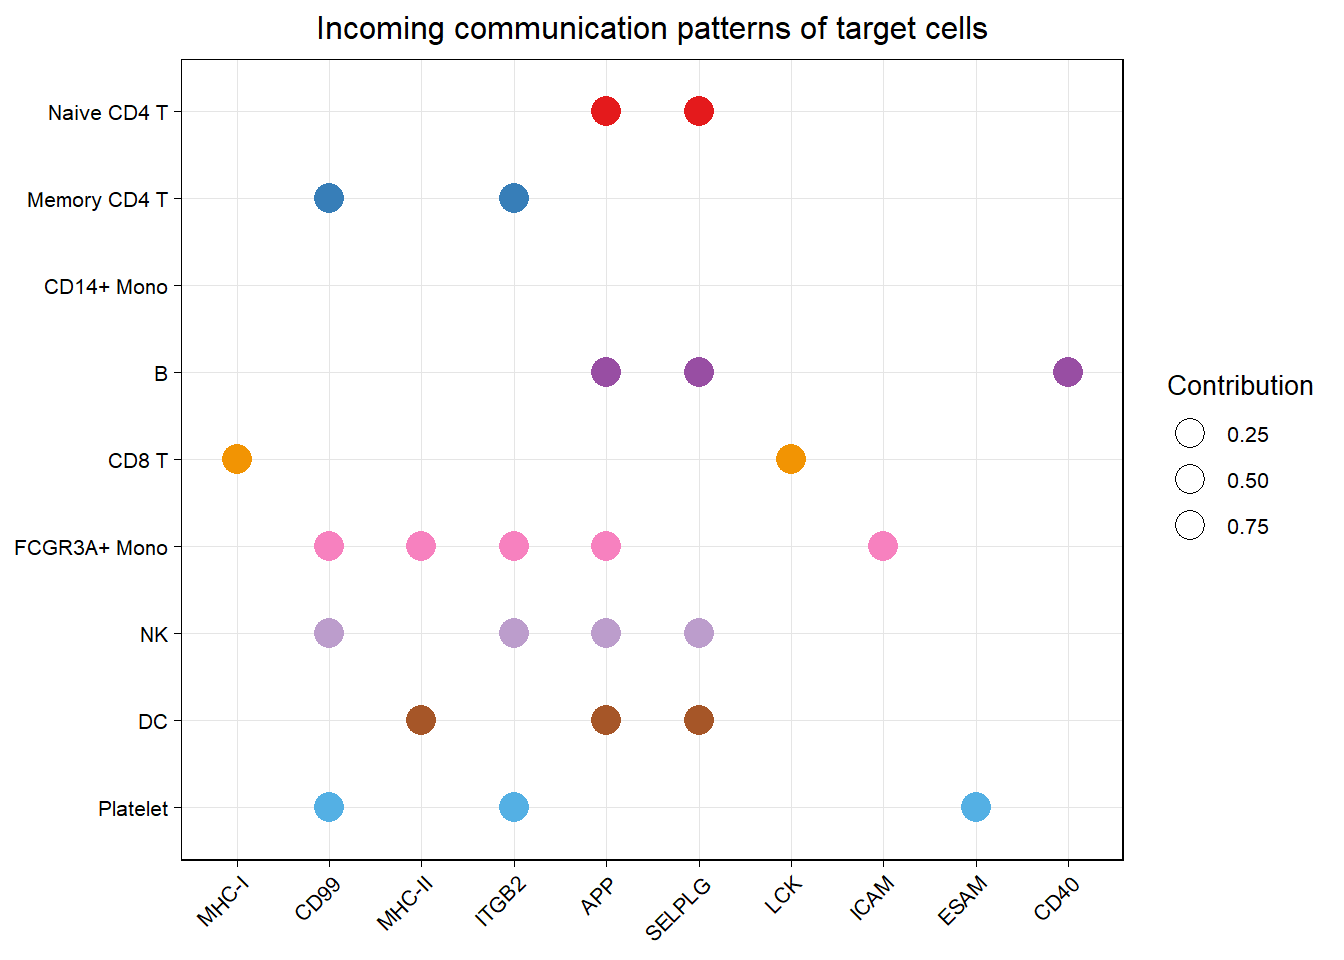 Incoming communication patterns of target cells
Naive CD4 T
Memory CD4 T
CD14+ Mono
B
CD8 T
FCGR3A+ Mono
NK
DC
Platelet
MHC-I
CD99
MHC-II
ITGB2
APP
SELPLG
LCK
ICAM
ESAM
CD40
Contribution
0.25
0.50
0.75